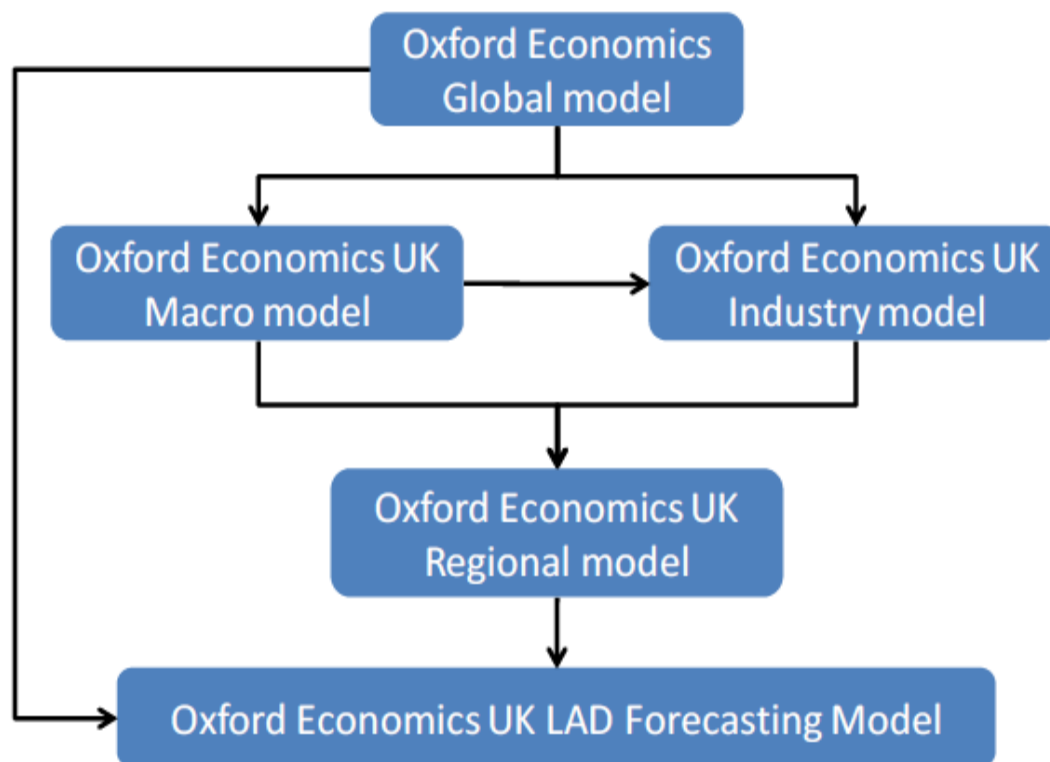 Oxford Economics
Global model
Oxford Economics UK
Macro model
Oxford Economics UK
Industry model
Oxford Economics UK
Regional model
Oxford Economics UK LAD Forecasting Model